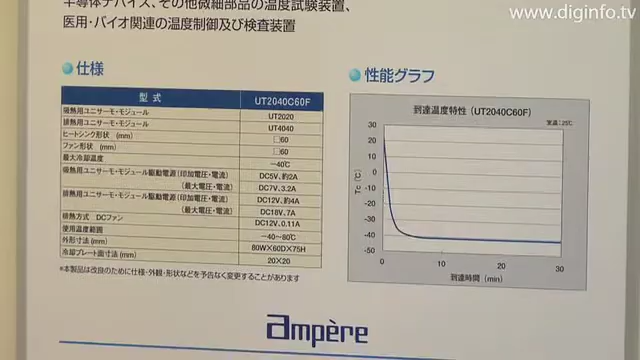 www.diginfo.tv
半導体デバイス、その他微細部品の温度試験装置、
医用・バイオ関連の温度制御及び検査装置
仕様
型式 UT2040C60F
吸熱用ユニサーモ・モジュール UT2020
排熱用ユニサーモ・モジュール UT4040
ヒートシンク形状 (mm) □60
ファン形状 (mm) □60
最大冷却温度 −40℃
吸熱用ユニサーモ・モジュール駆動電源(印加電圧・電流) DC5V、約2A
(最大電圧・電流) DC7V、3.2A
排熱用ユニサーモ・モジュール駆動電源(印加電圧・電流) DC12V、約4A
(最大電圧・電流) DC18V、7A
排熱方式 DCファン DC12V、0.11A
使用温度範囲 −40〜80℃
外形寸法 (mm) 80W×60D×75H
冷却プレート面寸法 (mm) 20×20
*本製品は改良のために仕様・外観・形状などを予告なく変更することがあります
性能グラフ
到達温度特性 (UT2040C60F)
室温:25℃
Tc (℃)
30
20
10
0
-10
-20
-30
-40
-50
0 10 20 30
到達時間 (min)
ampère